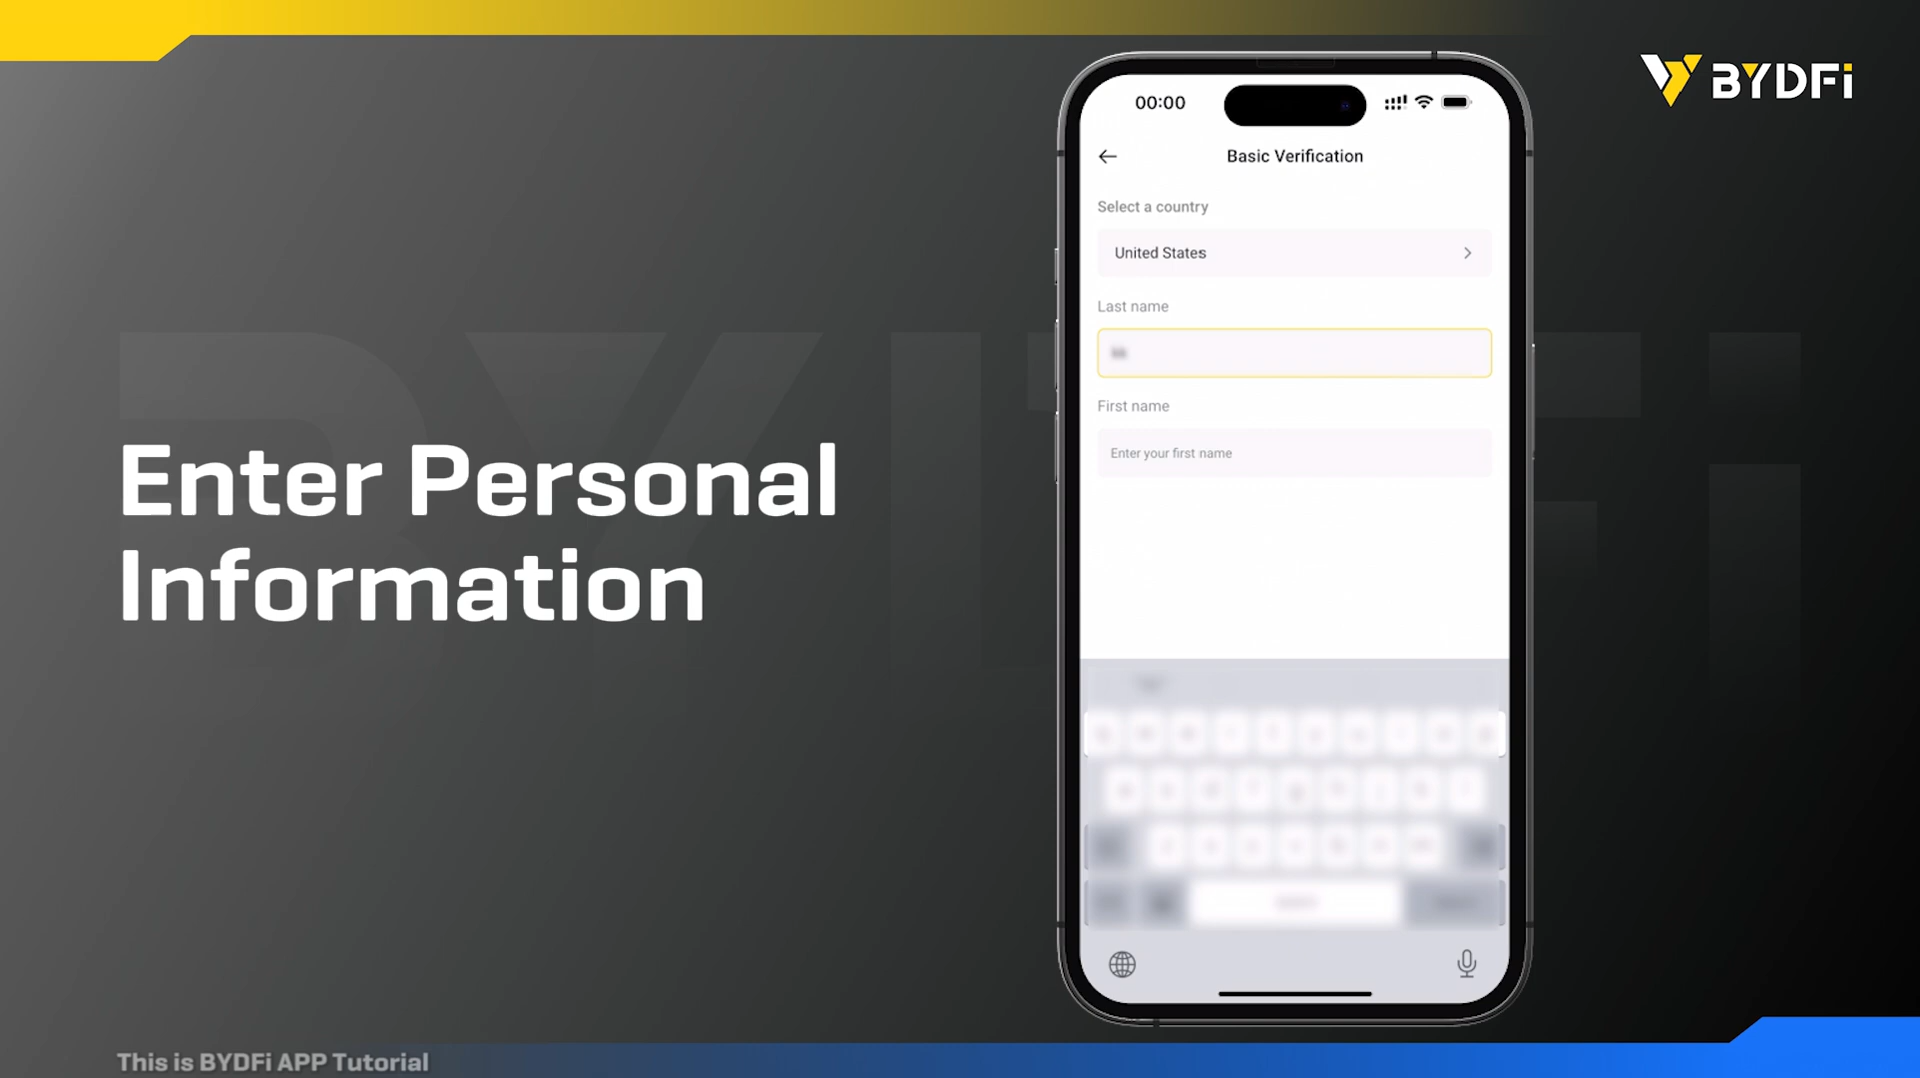 BYDFi
Enter Personal
Information
00:00
Basic Verification
Select a country
United States
Last name
First name
Enter your first name
This is BYDFi APP Tutorial